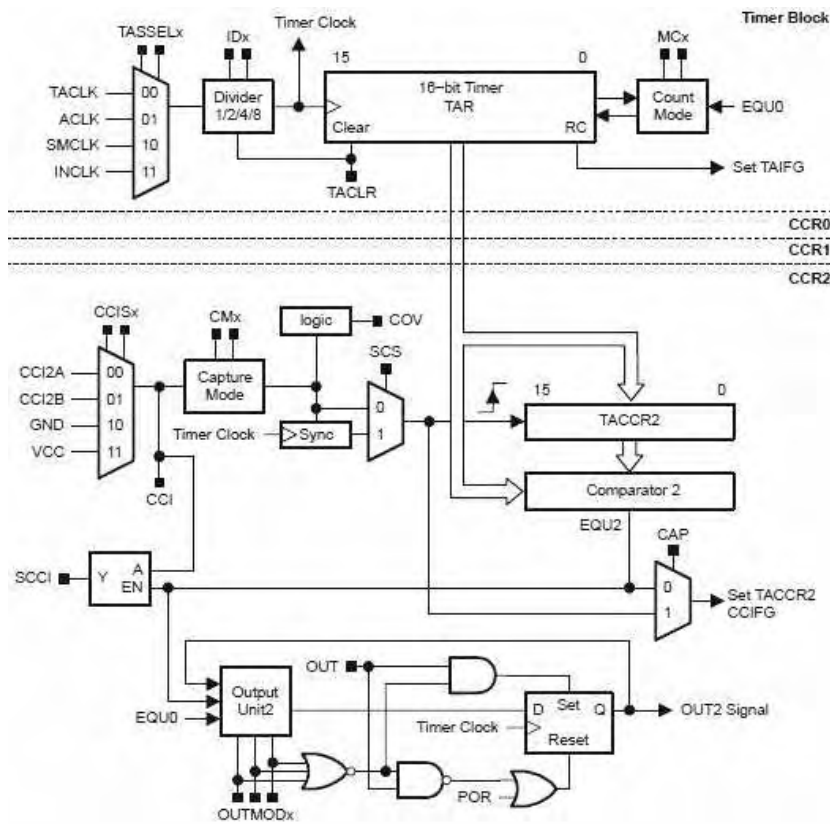 Timer Block
TASSELx
IDx
Timer Clock
MCx
15
0
TACLK
ACLK
SMCLK
INCLK
00
01
10
11
Divider
1/2/4/8
16-bit Timer
TAR
Clear
RC
Count
Mode
EQU0
Set TAIFG
TACLR
CCR0
CCR1
CCR2
CCISx
CMx
logic
COV
SCS
CCI2A
CCI2B
GND
VCC
00
01
10
11
Capture
Mode
0
1
Timer Clock
Sync
15
0
TACCR2
CCI
Comparator 2
EQU2
CAP
SCCI
Y
A
EN
0
1
Set TACCR2
CCIFG
OUT
Output
Unit2
EQU0
D
Set
Q
Timer Clock
Reset
OUT2 Signal
POR
OUTMODx